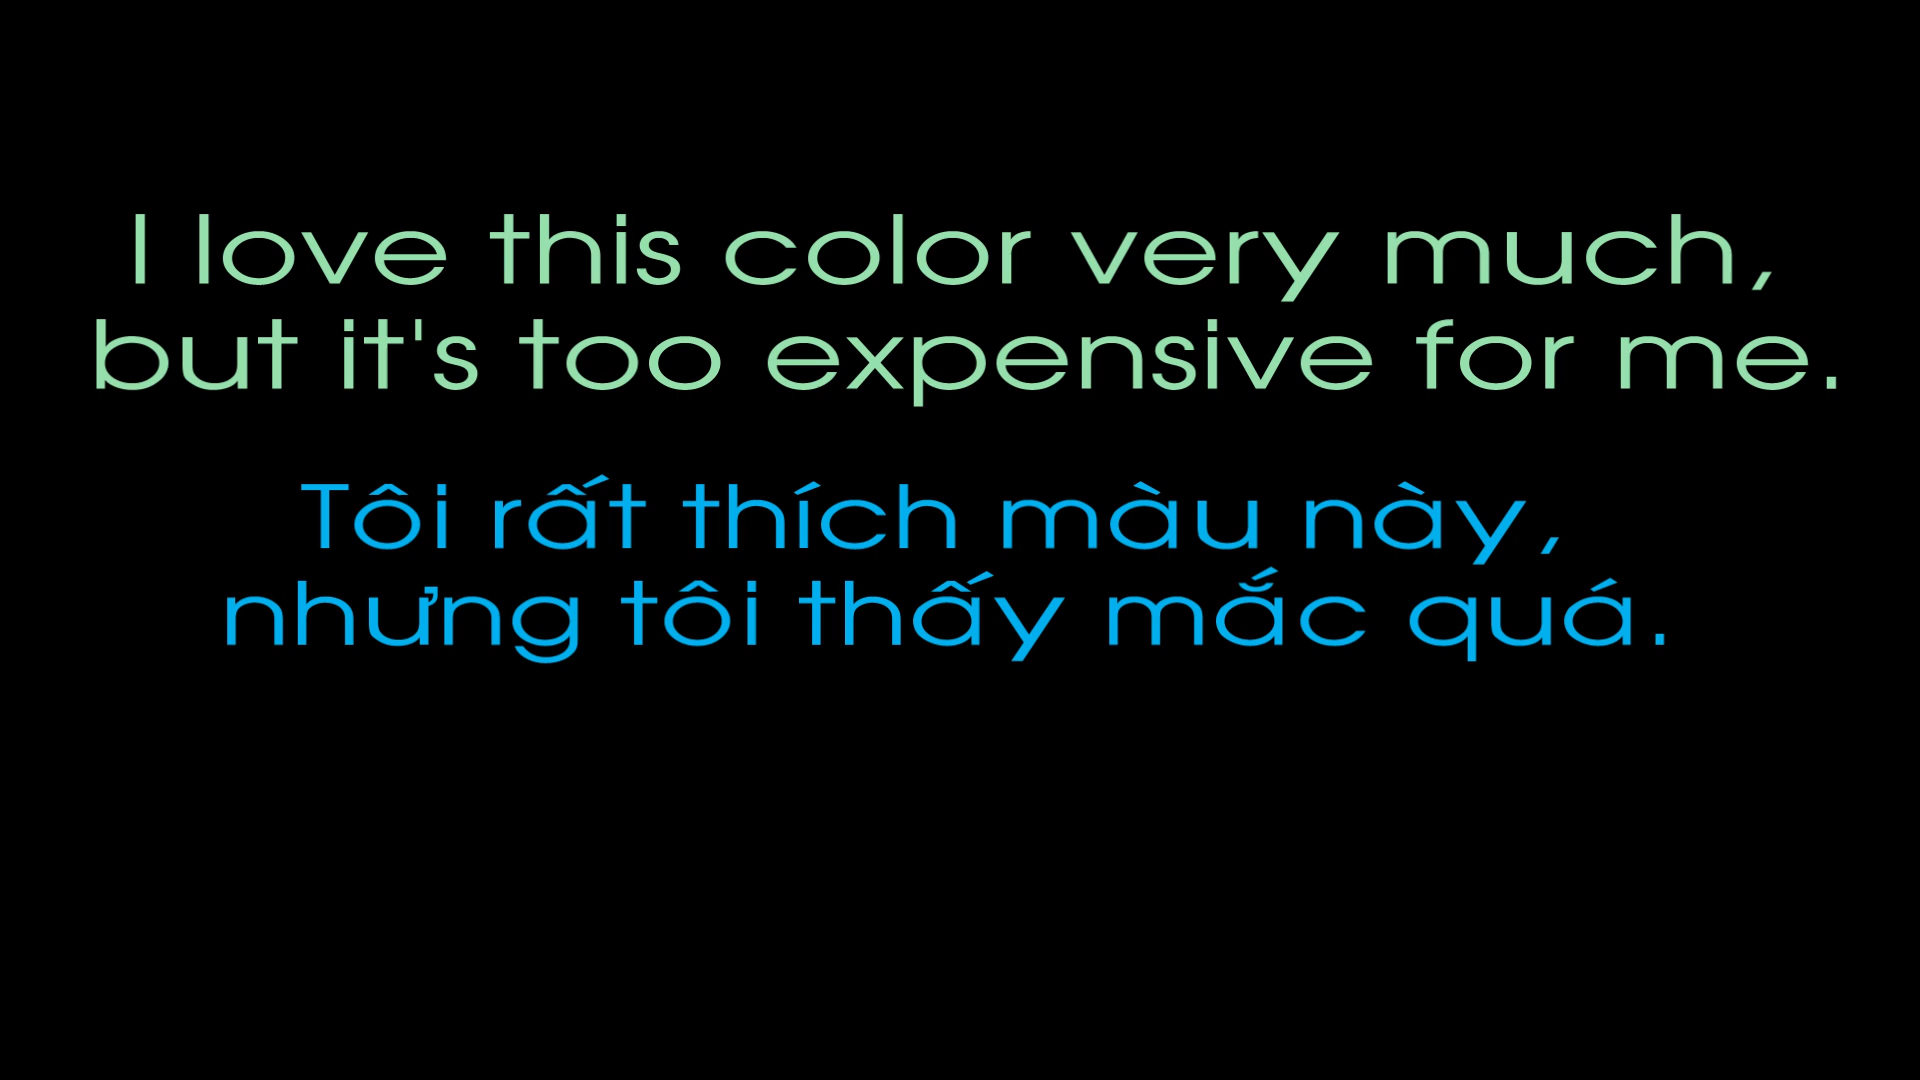 I love this color very much,
but it's too expensive for me.
Tôi rất thích màu này,
nhưng tôi thấy mắc quá.